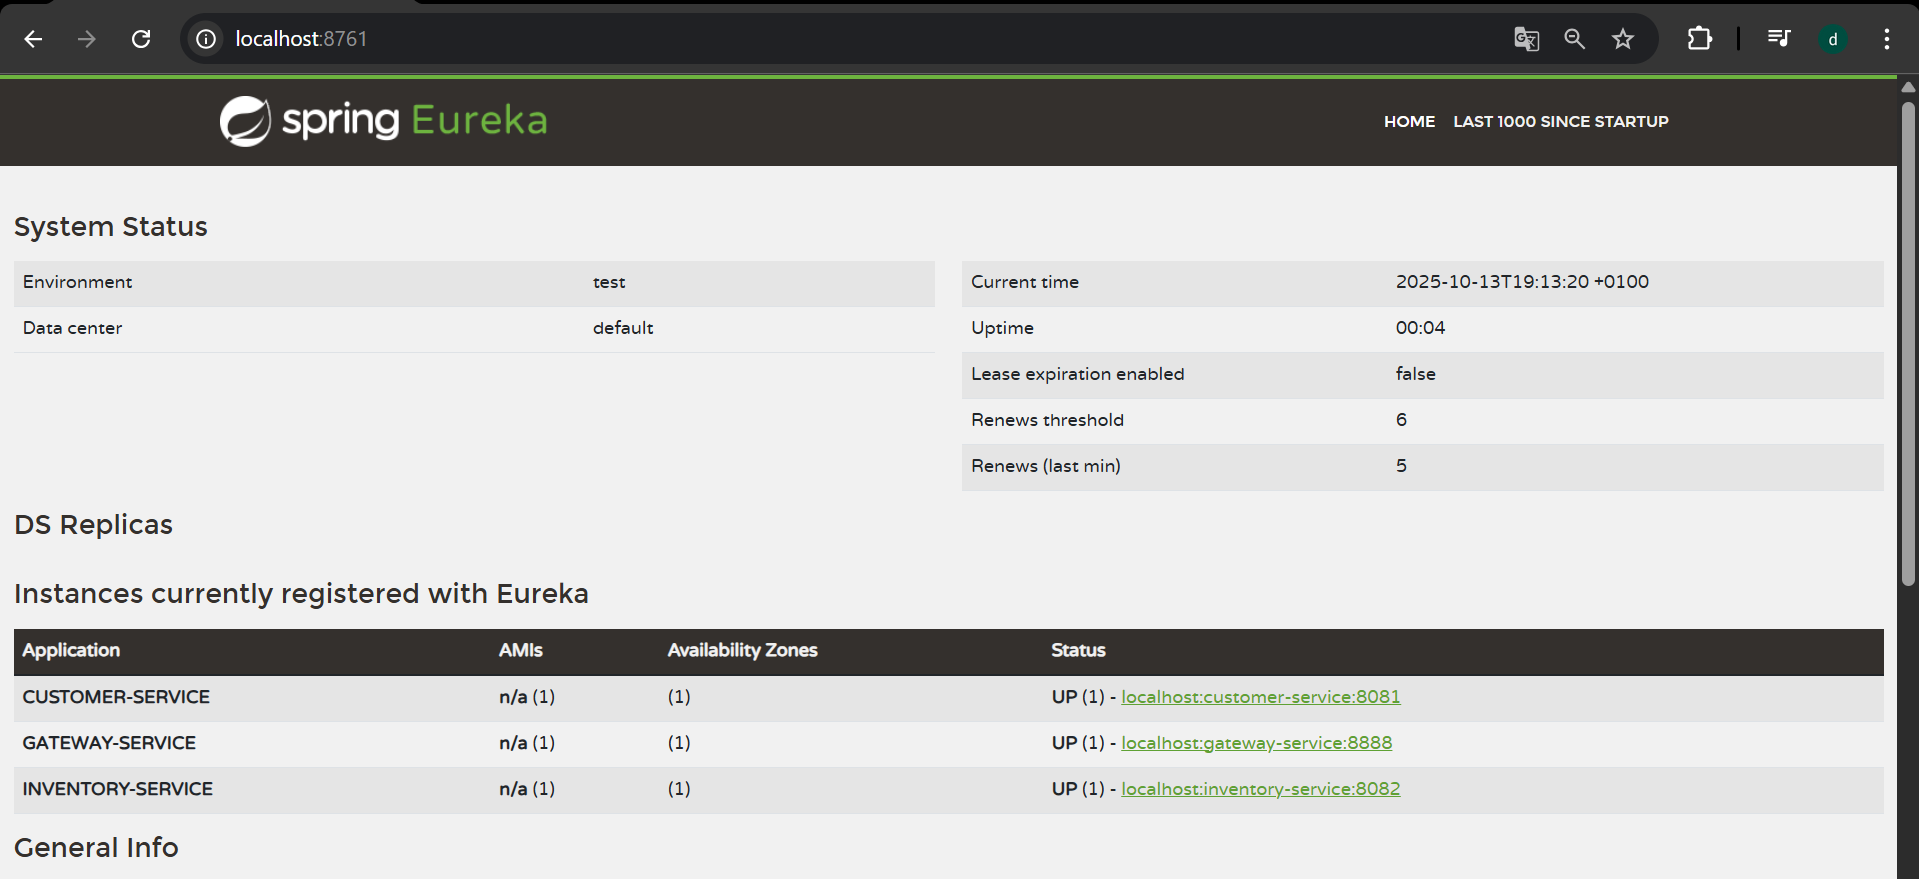 localhost:8761
d
spring Eureka
HOME LAST 1000 SINCE STARTUP
System Status
Environment test
Data center default
Current time 2025-10-13T19:13:20 +0100
Uptime 00:04
Lease expiration enabled false
Renews threshold 6
Renews (last min) 5
DS Replicas
Instances currently registered with Eureka
Application AMIs Availability Zones Status
CUSTOMER-SERVICE n/a (1) (1) UP (1) - localhost:customer-service:8081
GATEWAY-SERVICE n/a (1) (1) UP (1) - localhost:gateway-service:8888
INVENTORY-SERVICE n/a (1) (1) UP (1) - localhost:inventory-service:8082
General Info